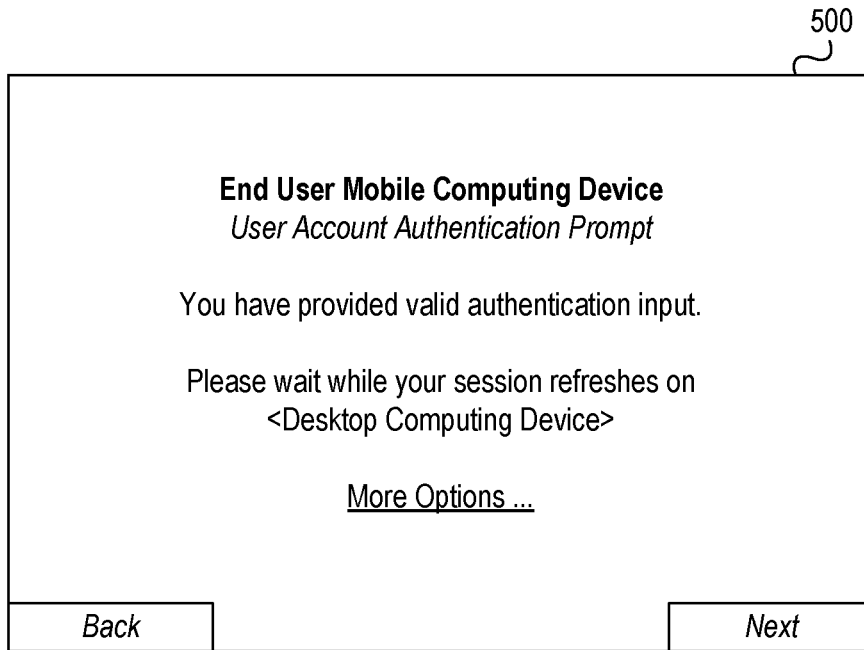 500
End User Mobile Computing Device
User Account Authentication Prompt
You have provided valid authentication input.
Please wait while your session refreshes on
<Desktop Computing Device>
More Options ...
Back
Next